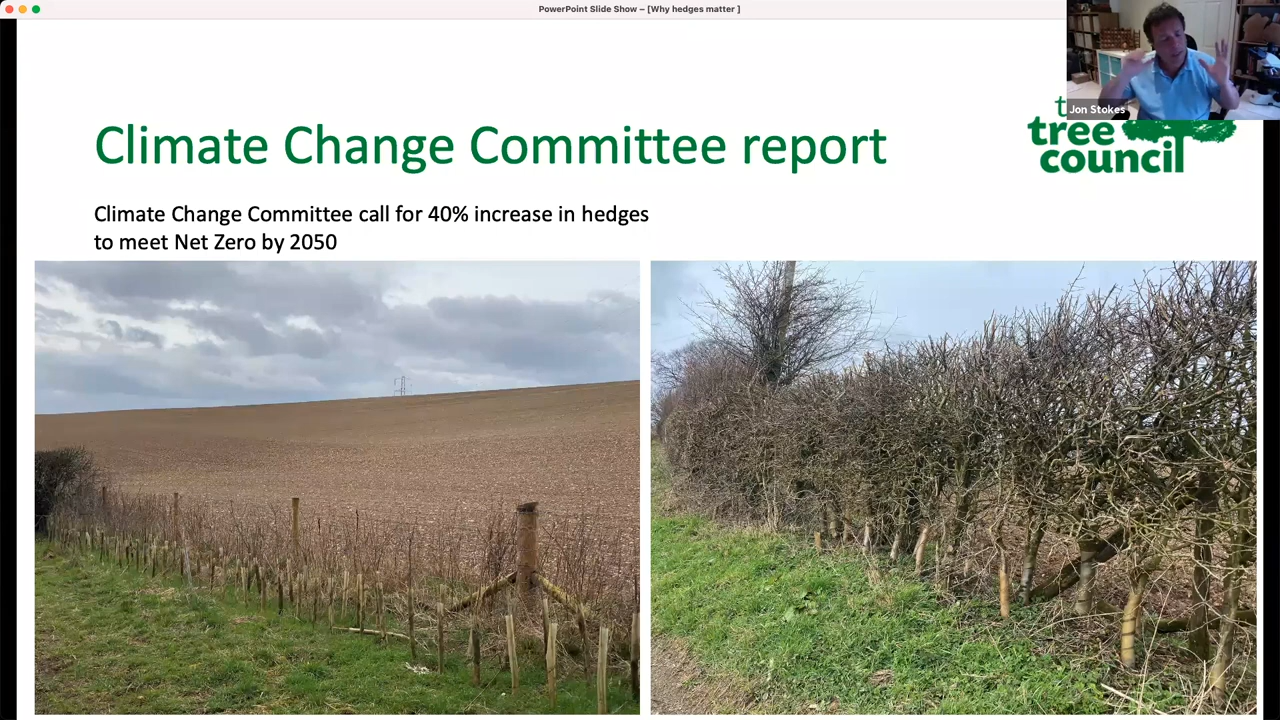 PowerPoint Slide Show – [Why hedges matter ]
Jon Stokes
Climate Change Committee report
tree
council
Climate Change Committee call for 40% increase in hedges
to meet Net Zero by 2050